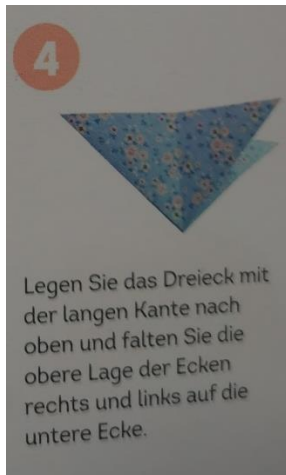 4
Legen Sie das Dreieck mit
der langen Kante nach
oben und falten Sie die
obere Lage der Ecken
rechts und links auf die
untere Ecke.